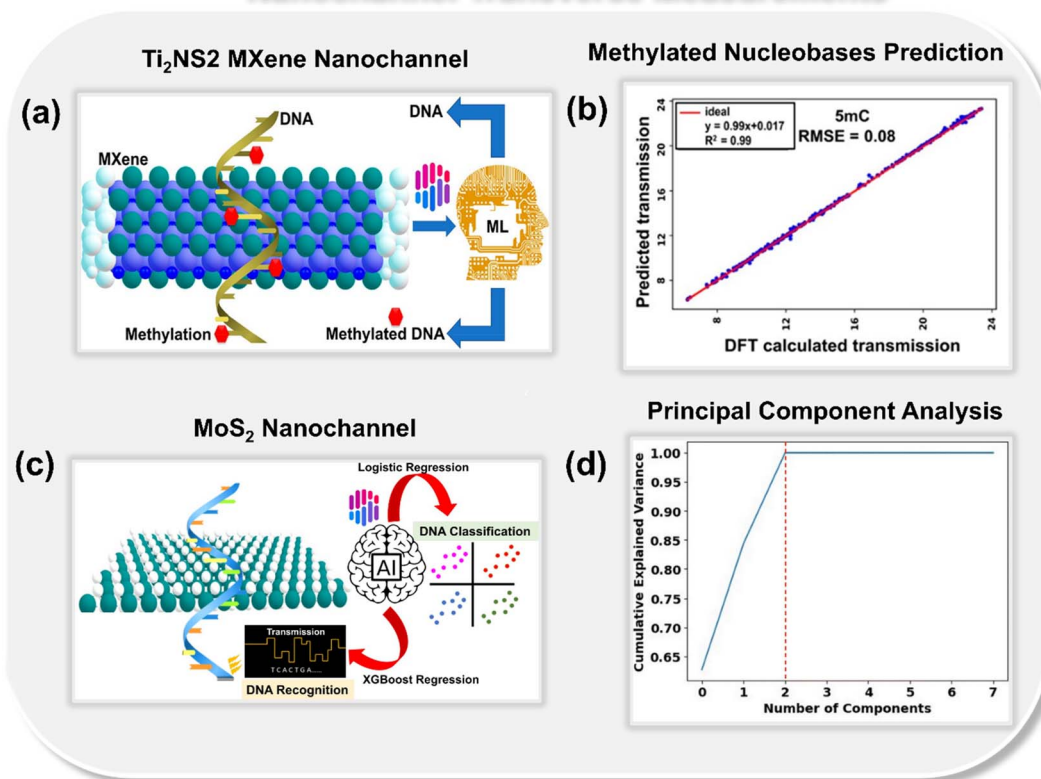 Nanochannel Transverse Measurements
Ti₂NS2 MXene Nanochannel
(a)
DNA
DNA
MXene
ML
Methylation
Methylated DNA
Methylated Nucleobases Prediction
(b)
ideal
y = 0.99x+0.017
R² = 0.99
5mC
RMSE = 0.08
Predicted transmission
24
20
16
12
8
8
12
16
20
24
DFT calculated transmission
MoS₂ Nanochannel
(c)
Logistic Regression
DNA Classification
AI
Transmission
TCACTGA......
DNA Recognition
XGBoost Regression
Principal Component Analysis
(d)
Cumulative Explained Variance
1.00
0.95
0.90
0.85
0.80
0.75
0.70
0.65
0 1 2 3 4 5 6 7
Number of Components